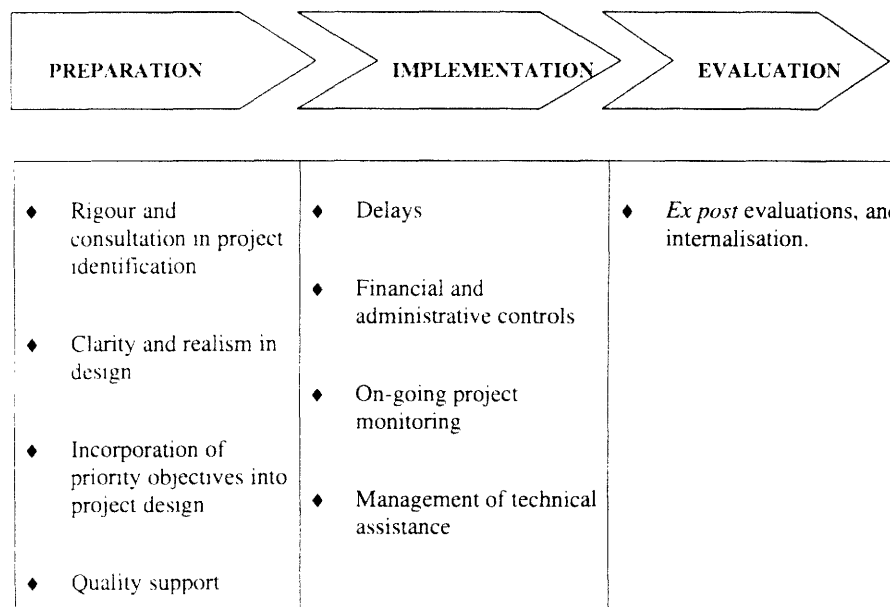 PREPARATION
IMPLEMENTATION
EVALUATION
♦ Rigour and
consultation in project
identification
♦ Clarity and realism in
design
♦ Incorporation of
priority objectives into
project design
♦ Quality support
♦ Delays
♦ Financial and
administrative controls
♦ On-going project
monitoring
♦ Management of technical
assistance
♦ Ex post evaluations, and
internalisation.